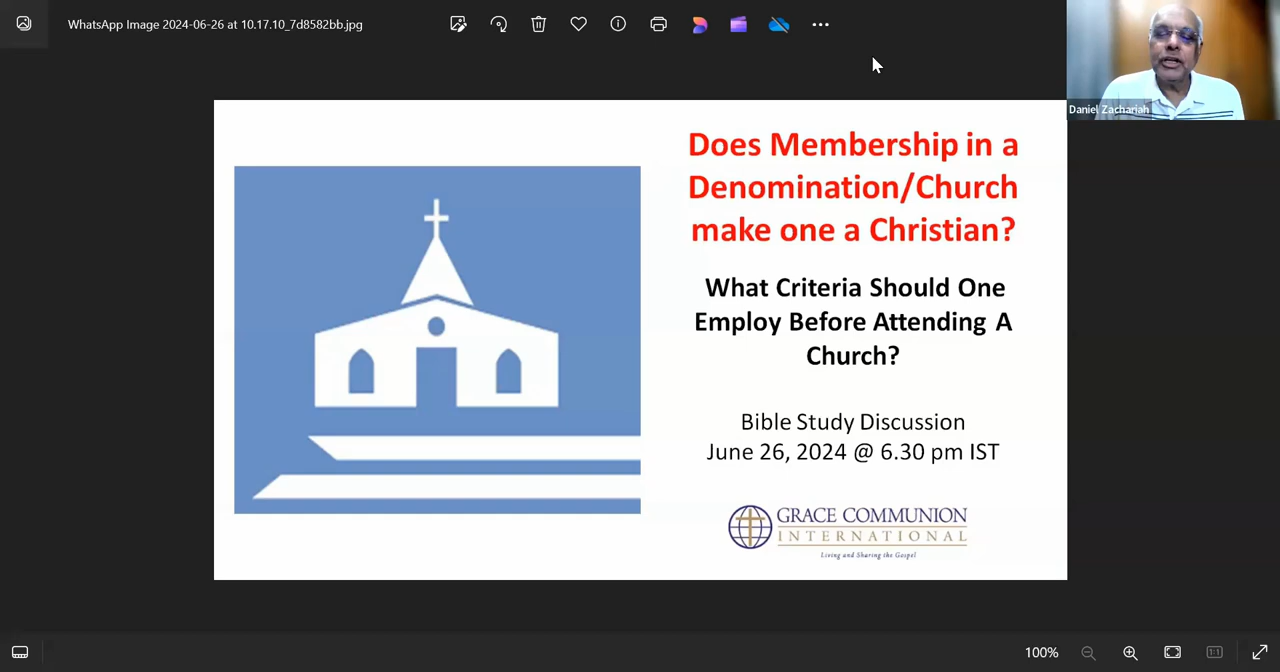 WhatsApp Image 2024-06-26 at 10.17.10_7d8582bb.jpg
Daniel Zachariah
Does Membership in a
Denomination/Church
make one a Christian?
What Criteria Should One
Employ Before Attending A
Church?
Bible Study Discussion
June 26, 2024 @ 6.30 pm IST
GRACE COMMUNION
INTERNATIONAL
Living and Sharing the Gospel
100%
1:1